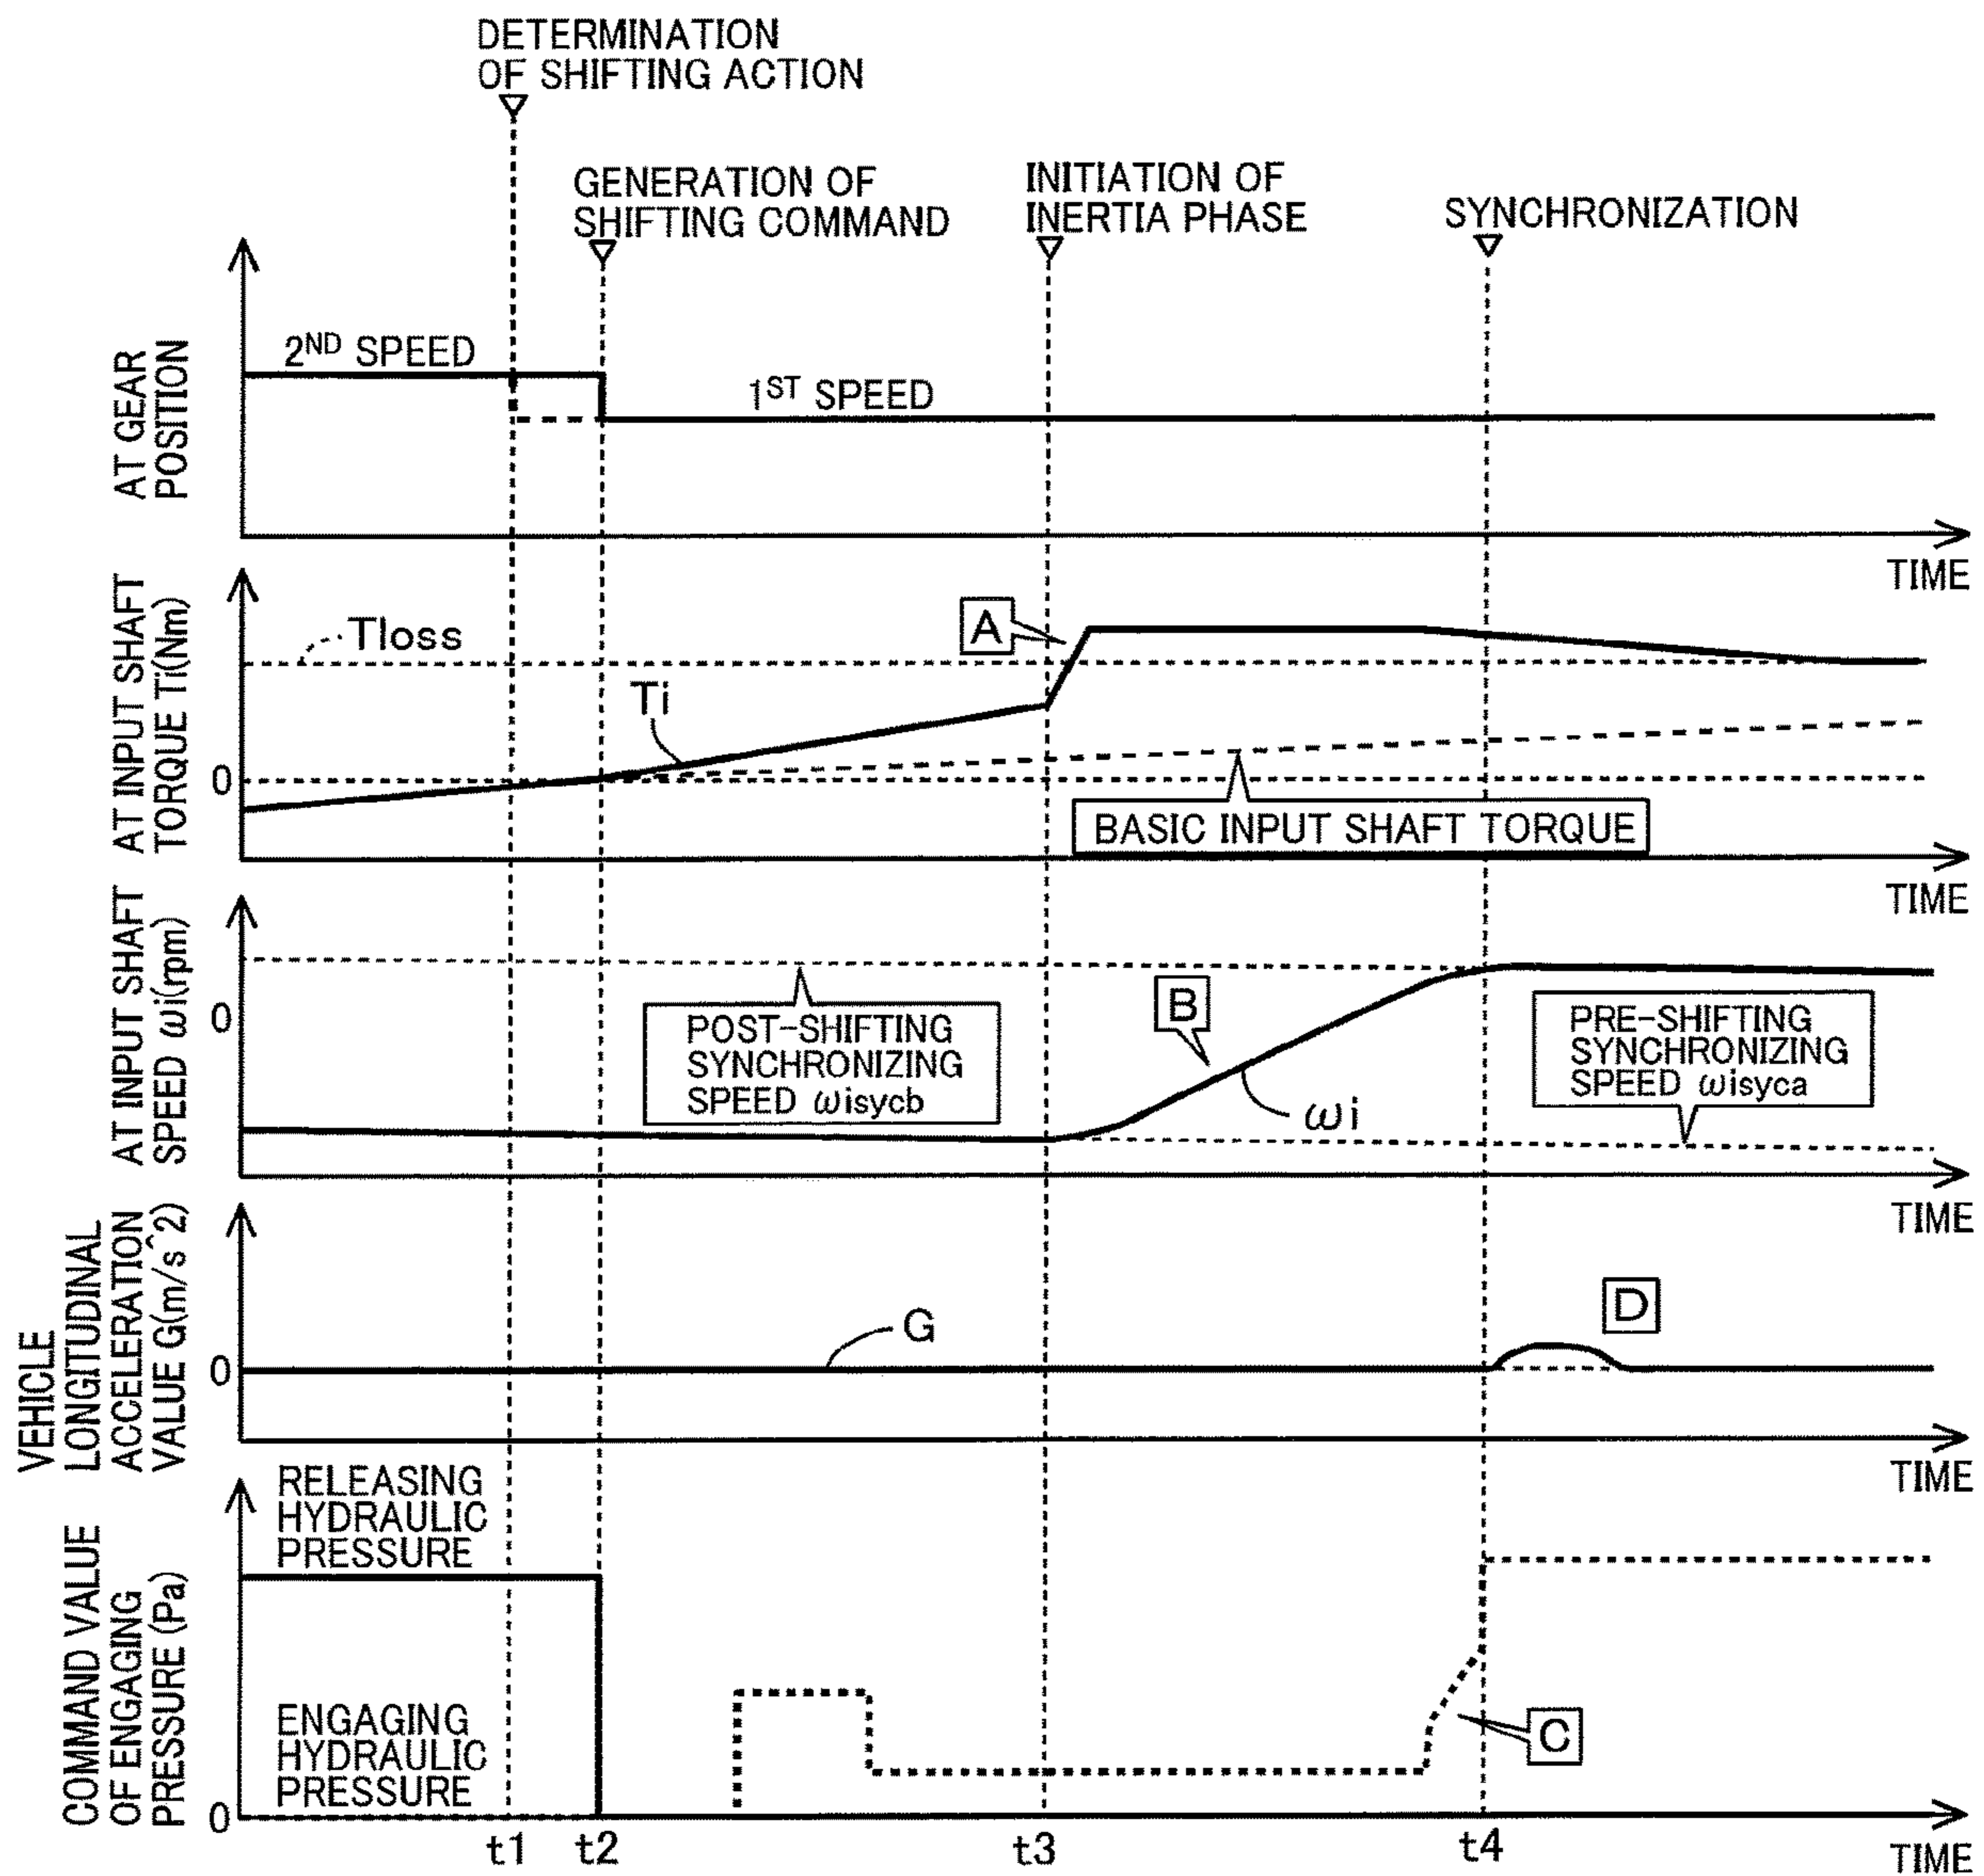 DETERMINATION
OF SHIFTING ACTION
GENERATION OF
SHIFTING COMMAND
INITIATION OF
INERTIA PHASE
SYNCHRONIZATION
AT GEAR
POSITION
2ND SPEED
1ST SPEED
TIME
AT INPUT SHAFT
TORQUE Ti(Nm)
Tloss
A
Ti
0
BASIC INPUT SHAFT TORQUE
TIME
AT INPUT SHAFT
SPEED ωi(rpm)
0
POST-SHIFTING
SYNCHRONIZING
SPEED ωisycb
B
ωi
PRE-SHIFTING
SYNCHRONIZING
SPEED ωisyca
TIME
VEHICLE
LONGITUDINAL
ACCELERATION
VALUE G(m/s^2)
0
G
D
TIME
COMMAND VALUE
OF ENGAGING
PRESSURE (Pa)
RELEASING
HYDRAULIC
PRESSURE
ENGAGING
HYDRAULIC
PRESSURE
C
0
t1
t2
t3
t4
TIME